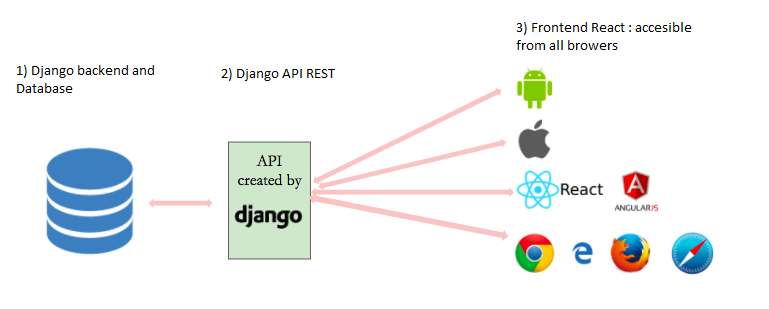 3) Frontend React : accesible
from all browers
1) Django backend and
Database
2) Django API REST
API
created by
django
React
ANGULARJS